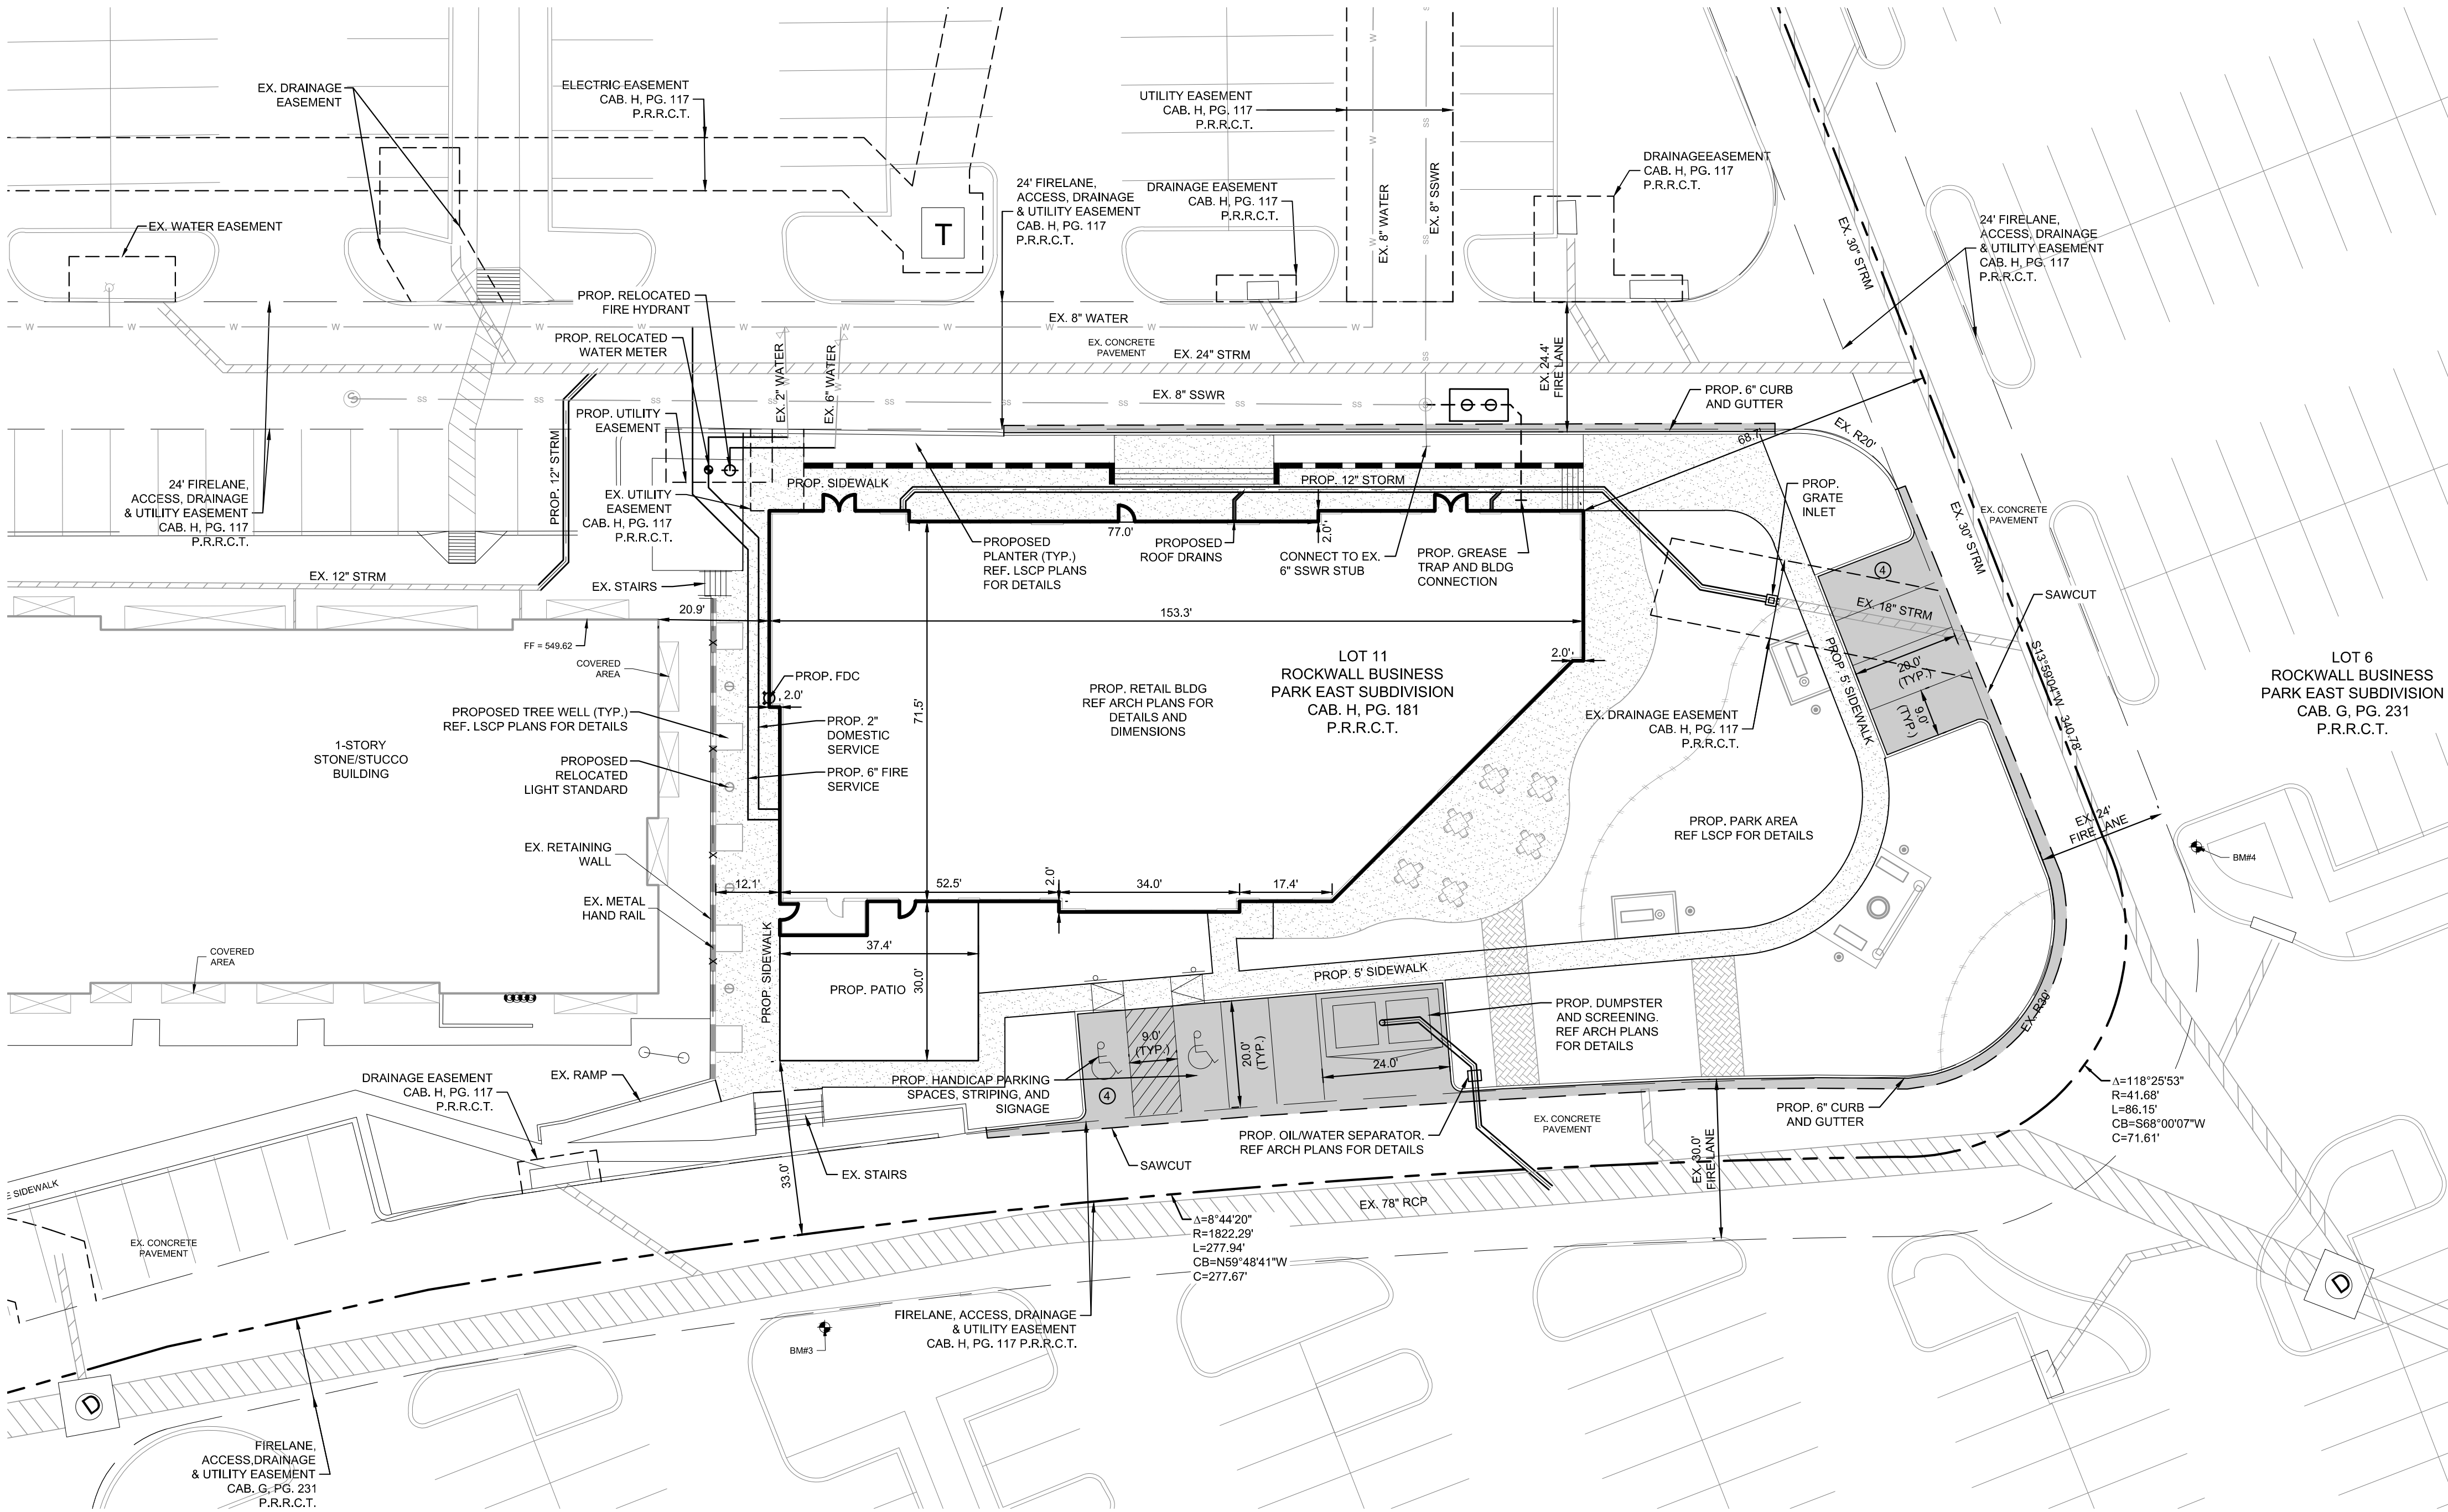 EX. DRAINAGE
EASEMENT
ELECTRIC EASEMENT
CAB. H, PG. 117
P.R.R.C.T.
UTILITY EASEMENT
CAB. H, PG. 117
P.R.R.C.T.
EX. WATER EASEMENT
T
24' FIRELANE,
ACCESS, DRAINAGE
& UTILITY EASEMENT
CAB. H, PG. 117
P.R.R.C.T.
DRAINAGE EASEMENT
CAB. H, PG. 117
P.R.R.C.T.
EX. 8" WATER
EX. 8" SSWR
DRAINAGEEASEMENT
CAB. H, PG. 117
P.R.R.C.T.
EX. 30" STRM
24' FIRELANE,
ACCESS, DRAINAGE
& UTILITY EASEMENT
CAB. H, PG. 117
P.R.R.C.T.
PROP. RELOCATED
FIRE HYDRANT
PROP. RELOCATED
WATER METER
EX. 8" WATER
EX. CONCRETE
PAVEMENT
EX. 24" STRM
EX. 2" WATER
EX. 6" WATER
EX. 8" SSWR
EX. 24.4'
FIRE LANE
PROP. 6" CURB
AND GUTTER
PROP. UTILITY
EASEMENT
68.7'
EX. R20'
24' FIRELANE,
ACCESS, DRAINAGE
& UTILITY EASEMENT
CAB. H, PG. 117
P.R.R.C.T.
PROP. 12" STRM
EX. UTILITY
EASEMENT
CAB. H, PG. 117
P.R.R.C.T.
PROP. SIDEWALK
PROP. 12" STORM
PROP.
GRATE
INLET
EX. 30" STRM
EX. CONCRETE
PAVEMENT
77.0'
2.0'
PROPOSED
PLANTER (TYP.)
REF. LSCP PLANS
FOR DETAILS
PROPOSED
ROOF DRAINS
CONNECT TO EX.
6" SSWR STUB
PROP. GREASE
TRAP AND BLDG
CONNECTION
EX. 12" STRM
EX. STAIRS
20.9'
153.3'
4
EX. 18" STRM
SAWCUT
FF = 549.62
COVERED
AREA
PROP. FDC
2.0'
71.5'
PROP. RETAIL BLDG
REF ARCH PLANS FOR
DETAILS AND
DIMENSIONS
LOT 11
ROCKWALL BUSINESS
PARK EAST SUBDIVISION
CAB. H, PG. 181
P.R.R.C.T.
2.0'
PROP. 5' SIDEWALK
20.0'
(TYP.)
9.0'
(TYP.)
S13°59'04"W 340.78'
LOT 6
ROCKWALL BUSINESS
PARK EAST SUBDIVISION
CAB. G, PG. 231
P.R.R.C.T.
PROPOSED TREE WELL (TYP.)
REF. LSCP PLANS FOR DETAILS
PROP. 2"
DOMESTIC
SERVICE
EX. DRAINAGE EASEMENT
CAB. H, PG. 117
P.R.R.C.T.
1-STORY
STONE/STUCCO
BUILDING
PROPOSED
RELOCATED
LIGHT STANDARD
PROP. 6" FIRE
SERVICE
PROP. PARK AREA
REF LSCP FOR DETAILS
EX. 24'
FIRE LANE
BM#4
EX. RETAINING
WALL
12.1'
52.5'
2.0'
34.0'
17.4'
EX. METAL
HAND RAIL
COVERED
AREA
PROP. SIDEWALK
37.4'
30.0'
PROP. PATIO
PROP. 5' SIDEWALK
PROP. DUMPSTER
AND SCREENING.
REF ARCH PLANS
FOR DETAILS
EX. R30'
9.0'
(TYP.)
20.0'
(TYP.)
24.0'
DRAINAGE EASEMENT
CAB. H, PG. 117
P.R.R.C.T.
EX. RAMP
PROP. HANDICAP PARKING
SPACES, STRIPING, AND
SIGNAGE
4
PROP. 6" CURB
AND GUTTER
Δ=118°25'53"
R=41.68'
L=86.15'
CB=S68°00'07"W
C=71.61'
EX. CONCRETE
PAVEMENT
PROP. OIL/WATER SEPARATOR.
REF ARCH PLANS FOR DETAILS
SAWCUT
EX. STAIRS
33.0'
EX. 30.0'
FIRE LANE
SIDEWALK
EX. 78" RCP
EX. CONCRETE
PAVEMENT
Δ=8°44'20"
R=1822.29'
L=277.94'
CB=N59°48'41"W
C=277.67'
D
FIRELANE, ACCESS, DRAINAGE
& UTILITY EASEMENT
CAB. H, PG. 117 P.R.R.C.T.
BM#3
D
FIRELANE,
ACCESS,DRAINAGE
& UTILITY EASEMENT
CAB. G, PG. 231
P.R.R.C.T.